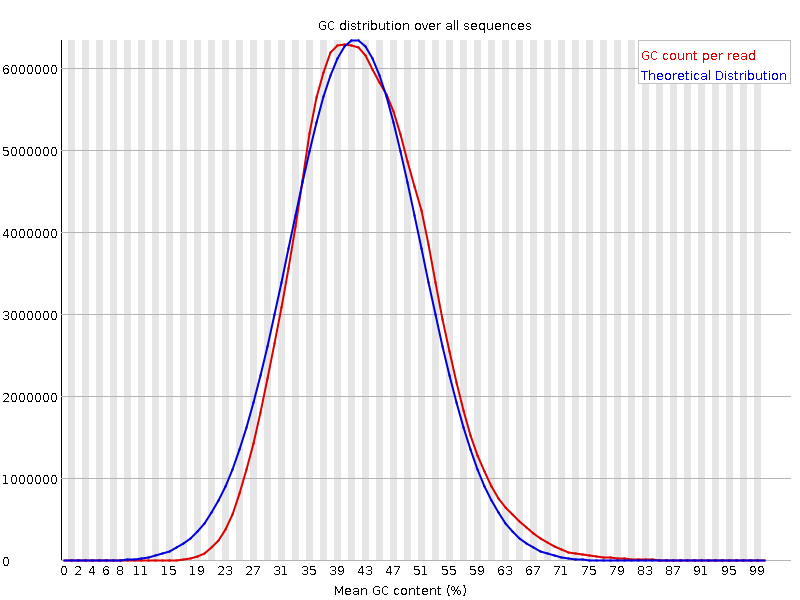 GC distribution over all sequences
GC count per read
Theoretical Distribution
6000000
5000000
4000000
3000000
2000000
1000000
0
0 2 4 6 8 11 15 19 23 27 31 35 39 43 47 51 55 59 63 67 71 75 79 83 87 91 95 99
Mean GC content (%)